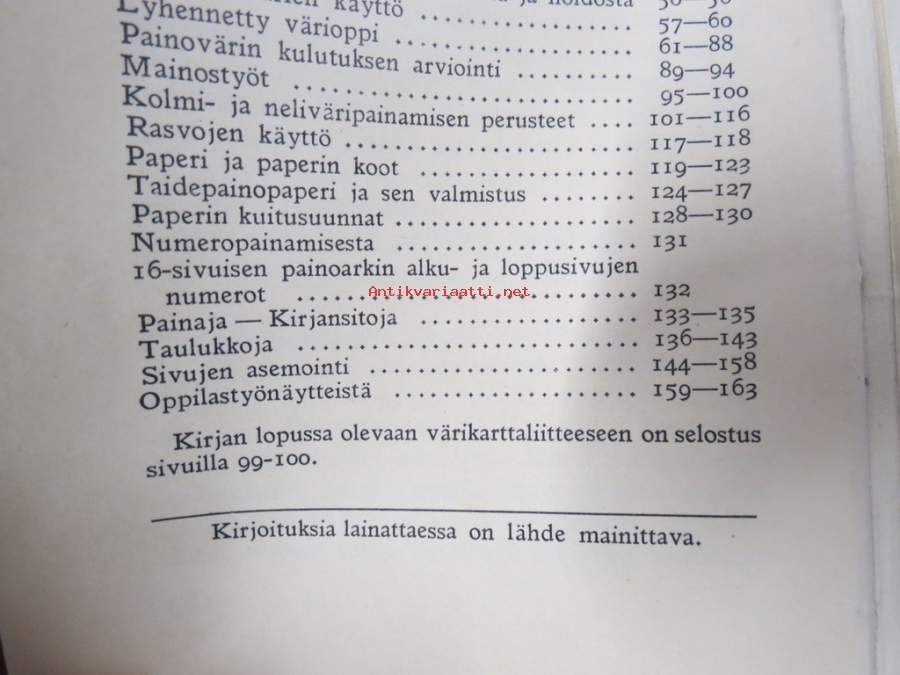 ja hoidosta
käyttö .......... 57—60
Lyhennetty värioppi .......... 61—88
Painovärin kulutuksen arviointi .......... 89—94
Mainostyöt .......... 95—100
Kolmi- ja neliväripainamisen perusteet .... 101—116
Rasvojen käyttö .......... 117—118
Paperi ja paperin koot .......... 119—123
Taidepainopaperi ja sen valmistus ........ 124—127
Paperin kuitusuunnat .......... 128—130
Numeropainamisesta .......... 131
16-sivuisen painoarkin alku- ja loppusivujen
numerot .......... 132
Antikvariaatti.net
Painaja — Kirjansitoja .......... 133—135
Taulukkoja .......... 136—143
Sivujen asemointi .......... 144—158
Oppilastyönäytteistä .......... 159—163
Kirjan lopussa olevaan värikarttaliitteeseen on selostus
sivuilla 99-100.
Kirjoituksia lainattaessa on lähde mainittava.